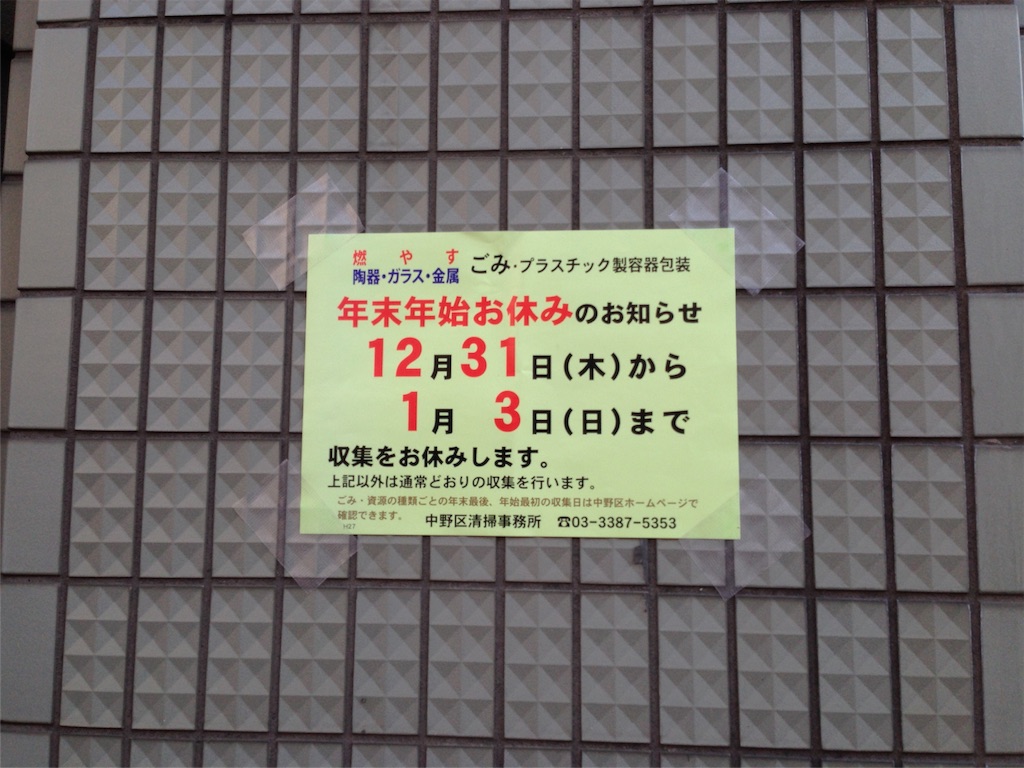 燃やす
陶器・ガラス・金属 ごみ・プラスチック製容器包装
年末年始お休みのお知らせ
12月31日(木)から
1月 3日(日)まで
収集をお休みします。
上記以外は通常どおりの収集を行います。
ごみ・資源の種類ごとの年末最後、年始最初の収集日は中野区ホームページで
確認できます。
H27
中野区清掃事務所 ☎03-3387-5353